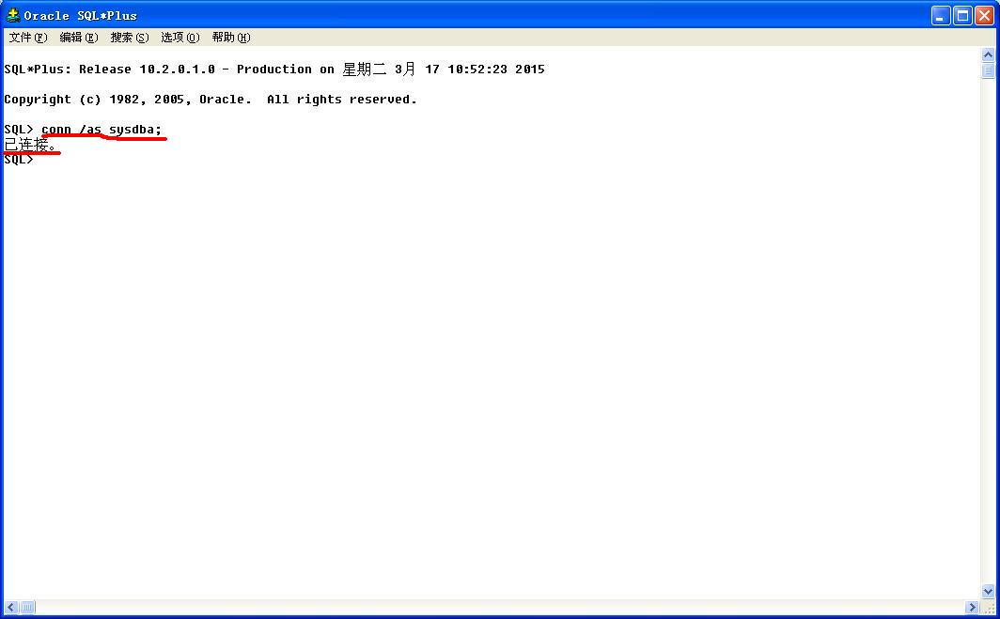 Oracle SQL*Plus
文件(F) 编辑(E) 搜索(S) 选项(O) 帮助(H)
SQL*Plus: Release 10.2.0.1.0 - Production on 星期二 3月 17 10:52:23 2015
Copyright (c) 1982, 2005, Oracle.  All rights reserved.
SQL> conn /as sysdba;
已连接。
SQL>